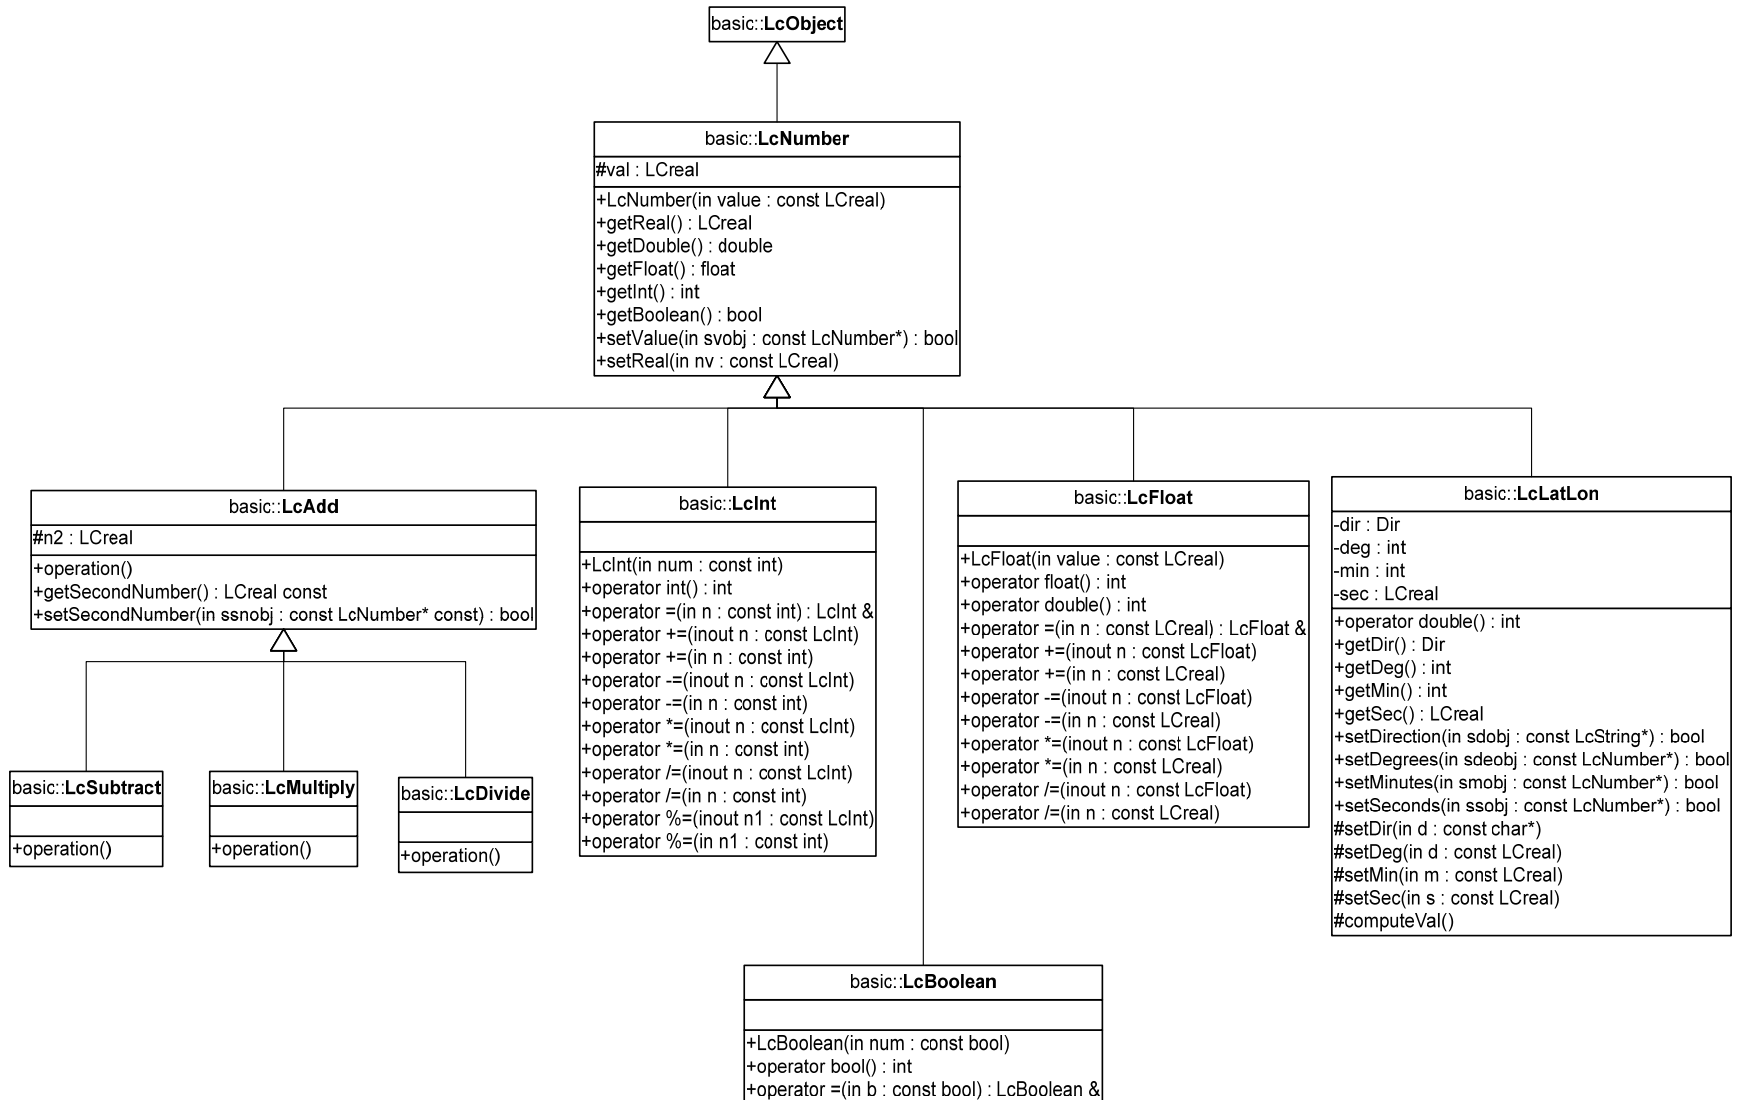 basic::LcObject
basic::LcNumber
#val : LCreal
+LcNumber(in value : const LCreal)
+getReal() : LCreal
+getDouble() : double
+getFloat() : float
+getInt() : int
+getBoolean() : bool
+setValue(in svobj : const LcNumber*) : bool
+setReal(in nv : const LCreal)
basic::LcAdd
#n2 : LCreal
+operation()
+getSecondNumber() : LCreal const
+setSecondNumber(in ssnobj : const LcNumber* const) : bool
basic::LcInt
+LcInt(in num : const int)
+operator int() : int
+operator =(in n : const int) : LcInt &
+operator +=(inout n : const LcInt)
+operator +=(in n : const int)
+operator -=(inout n : const LcInt)
+operator -=(in n : const int)
+operator *=(inout n : const LcInt)
+operator *=(in n : const int)
+operator /=(inout n : const LcInt)
+operator /=(in n : const int)
+operator %=(inout n1 : const LcInt)
+operator %=(in n1 : const int)
basic::LcFloat
+LcFloat(in value : const LCreal)
+operator float() : int
+operator double() : int
+operator =(in n : const LCreal) : LcFloat &
+operator +=(inout n : const LcFloat)
+operator +=(in n : const LCreal)
+operator -=(inout n : const LcFloat)
+operator -=(in n : const LCreal)
+operator *=(inout n : const LcFloat)
+operator *=(in n : const LCreal)
+operator /=(inout n : const LcFloat)
+operator /=(in n : const LCreal)
basic::LcLatLon
-dir : Dir
-deg : int
-min : int
-sec : LCreal
+operator double() : int
+getDir() : Dir
+getDeg() : int
+getMin() : int
+getSec() : LCreal
+setDirection(in sdobj : const LcString*) : bool
+setDegrees(in sdeobj : const LcNumber*) : bool
+setMinutes(in smobj : const LcNumber*) : bool
+setSeconds(in ssobj : const LcNumber*) : bool
#setDir(in d : const char*)
#setDeg(in d : const LCreal)
#setMin(in m : const LCreal)
#setSec(in s : const LCreal)
#computeVal()
basic::LcSubtract
+operation()
basic::LcMultiply
+operation()
basic::LcDivide
+operation()
basic::LcBoolean
+LcBoolean(in num : const bool)
+operator bool() : int
+operator =(in b : const bool) : LcBoolean &